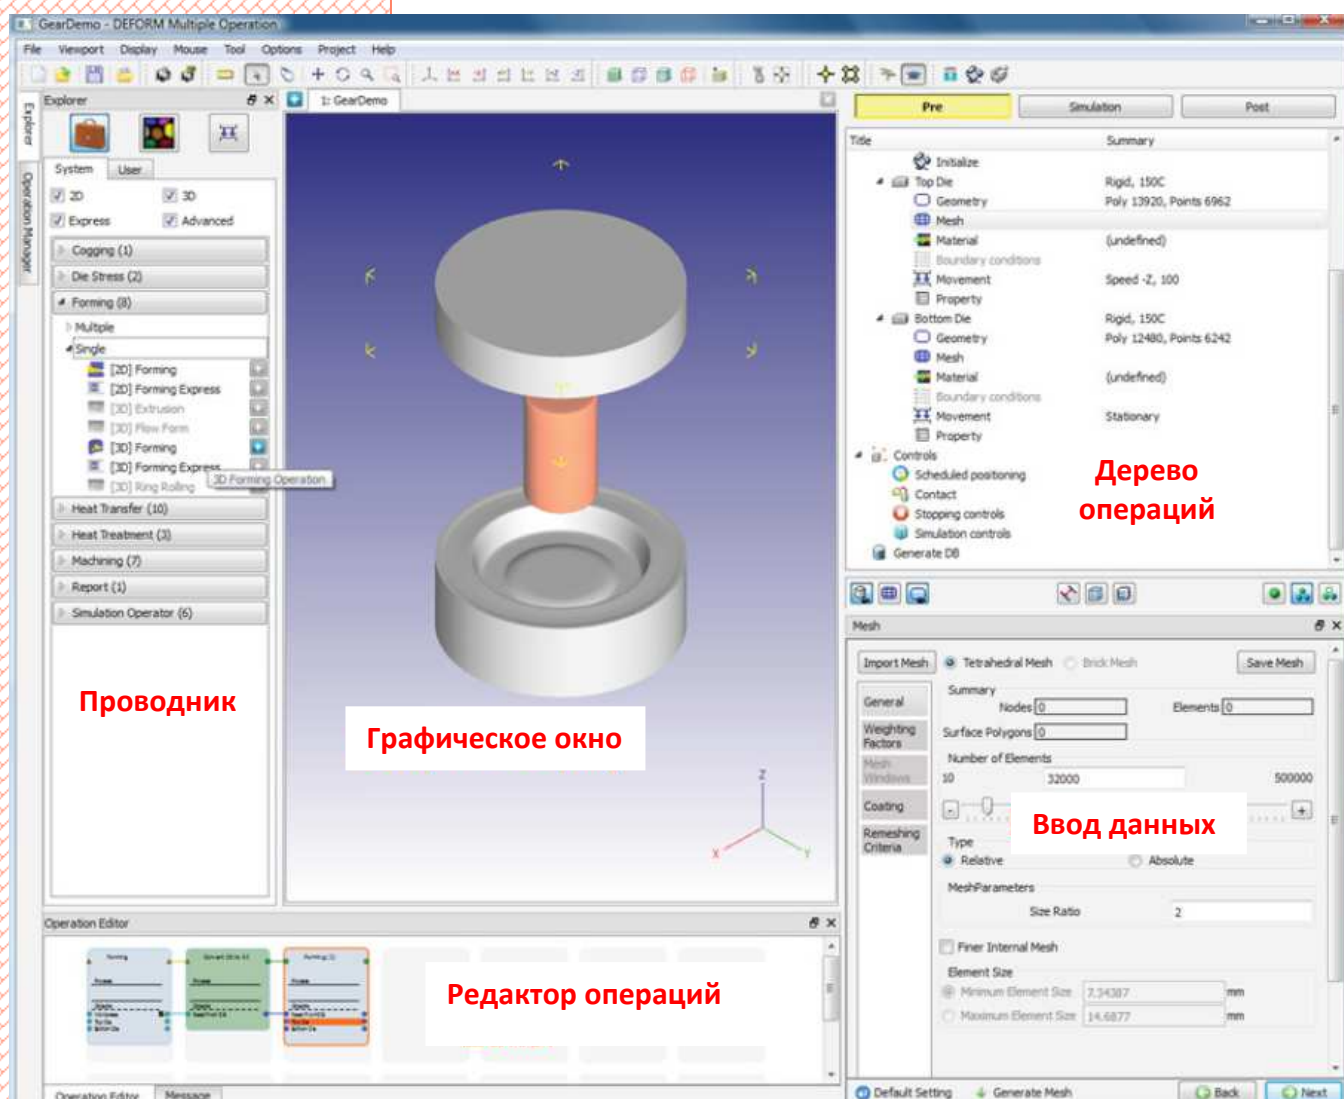 GearDemo - DEFORM Multiple Operation
File Viewport Display Mouse Tool Options Project Help
Explorer
Operation Manager
Explorer
System User
2D 3D
Express Advanced
Cogging (1)
Die Stress (2)
Forming (8)
Multiple
Single
[2D] Forming
[2D] Forming Express
[3D] Extrusion
[3D] Flow Form
[3D] Forming
[3D] Forming Express
[3D] Ring Rolling
3D Forming Operation
Heat Transfer (10)
Heat Treatment (3)
Machining (7)
Report (1)
Simulation Operator (6)
Проводник
1: GearDemo
Графическое окно
Z
X
Y
Pre Simulation Post
Title Summary
Initialize
Top Die Rigid, 150C
Geometry Poly 13920, Points 6962
Mesh
Material (undefined)
Boundary conditions
Movement Speed -Z, 100
Property
Bottom Die Rigid, 150C
Geometry Poly 12480, Points 6242
Mesh
Material (undefined)
Boundary conditions
Movement Stationary
Property
Controls
Scheduled positioning
Contact
Stopping controls
Simulation controls
Generate DB
Дерево
операций
Mesh
Import Mesh Tetrahedral Mesh Brick Mesh Save Mesh
General
Weighting
Factors
Mesh
Windows
Coating
Remeshing
Criteria
Summary
Nodes 0 Elements 0
Surface Polygons 0
Number of Elements
10 32000 500000
- +
Ввод данных
Type
Relative Absolute
MeshParameters
Size Ratio 2
Finer Internal Mesh
Element Size
Minimum Element Size 7.34387 mm
Maximum Element Size 14.6877 mm
Default Setting Generate Mesh Back Next
Operation Editor
Forming
Редактор операций
Operation Editor Message